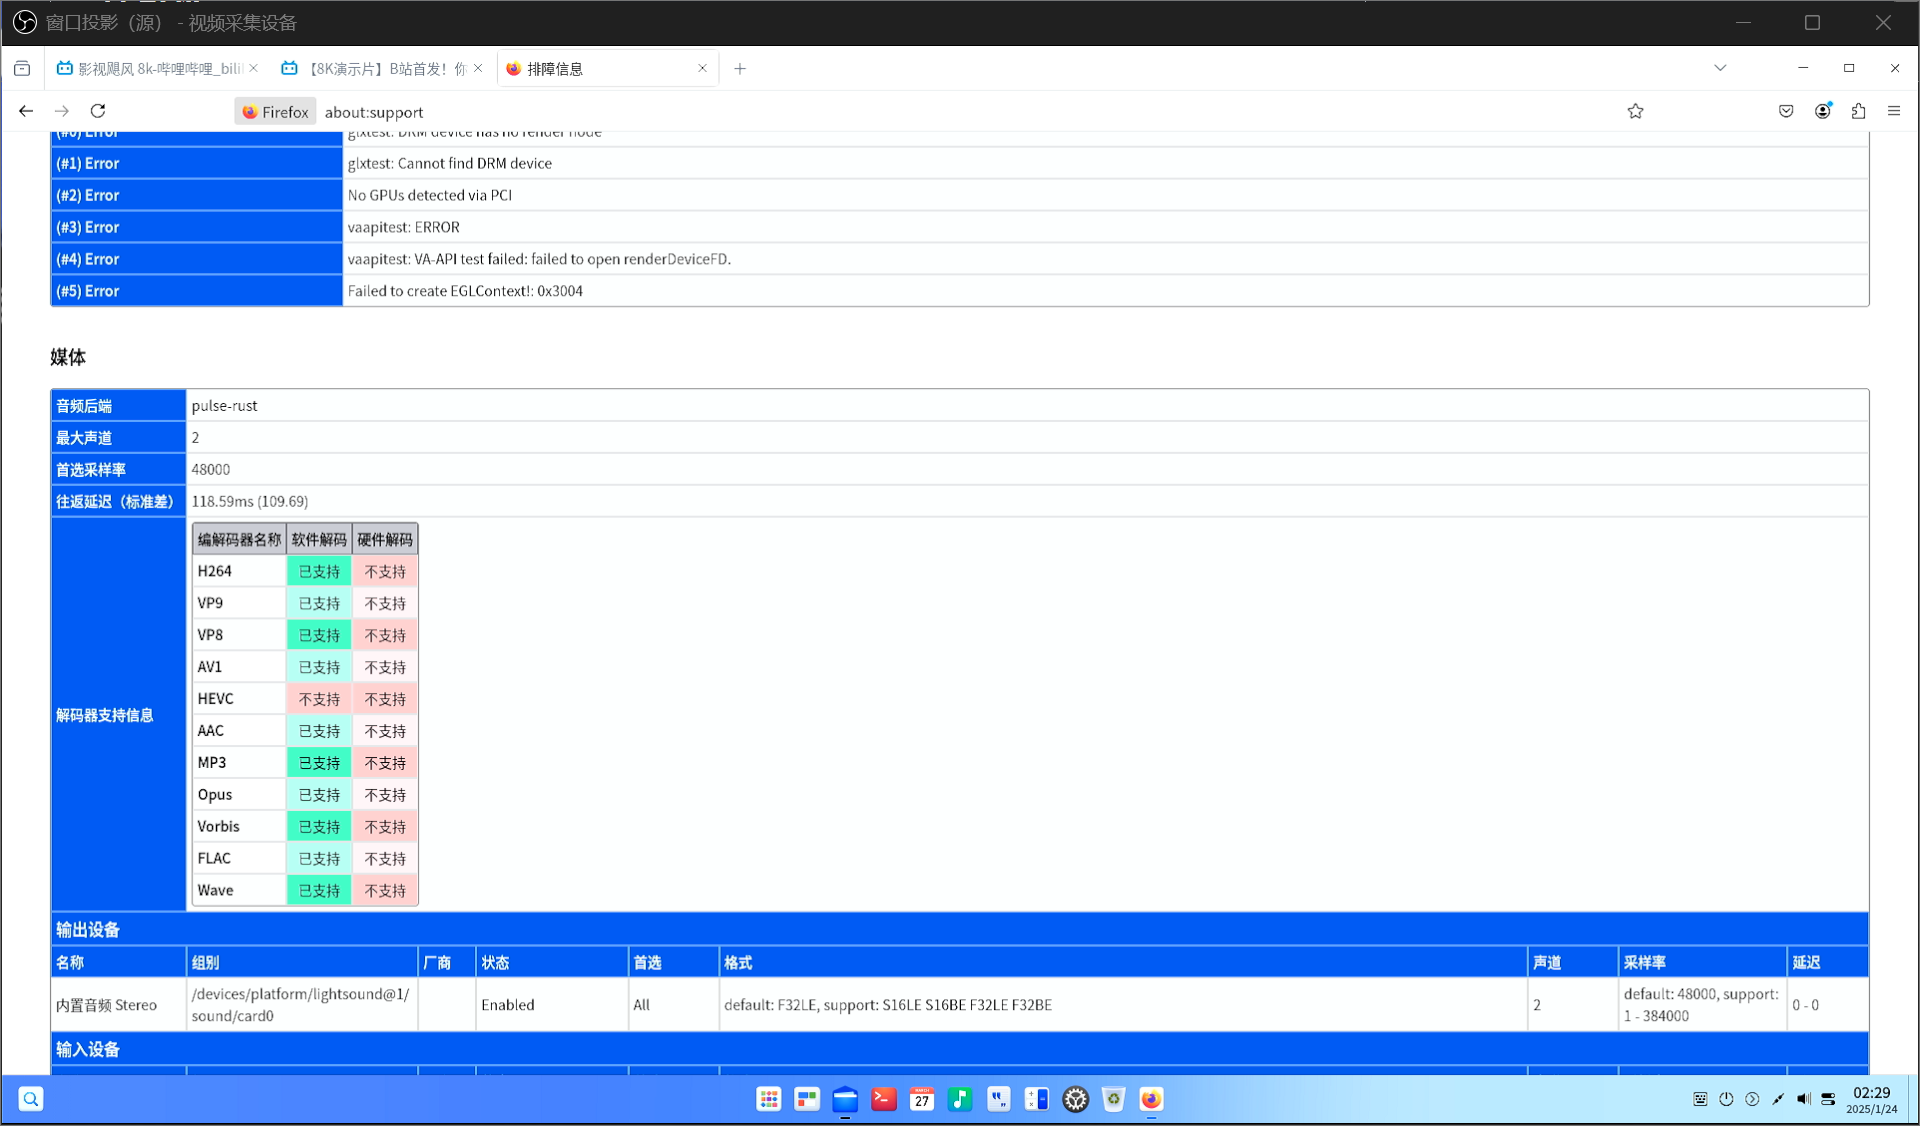 窗口投影（源） - 视频采集设备
影视飓风 8k-哔哩哔哩_bili
【8K演示片】B站首发！你
排障信息
Firefox
about:support
(#0) Error
glxtest: DRM device has no render node
(#1) Error
glxtest: Cannot find DRM device
(#2) Error
No GPUs detected via PCI
(#3) Error
vaapitest: ERROR
(#4) Error
vaapitest: VA-API test failed: failed to open renderDeviceFD.
(#5) Error
Failed to create EGLContext!: 0x3004
媒体
音频后端
pulse-rust
最大声道
2
首选采样率
48000
往返延迟（标准差）
118.59ms (109.69)
解码器支持信息
编解码器名称 软件解码 硬件解码
H264 已支持 不支持
VP9 已支持 不支持
VP8 已支持 不支持
AV1 已支持 不支持
HEVC 不支持 不支持
AAC 已支持 不支持
MP3 已支持 不支持
Opus 已支持 不支持
Vorbis 已支持 不支持
FLAC 已支持 不支持
Wave 已支持 不支持
输出设备
名称 组别 厂商 状态 首选 格式 声道 采样率 延迟
内置音频 Stereo
/devices/platform/lightsound@1/
sound/card0
Enabled
All
default: F32LE, support: S16LE S16BE F32LE F32BE
2
default: 48000, support:
1 - 384000
0 - 0
输入设备
27
02:29
2025/1/24